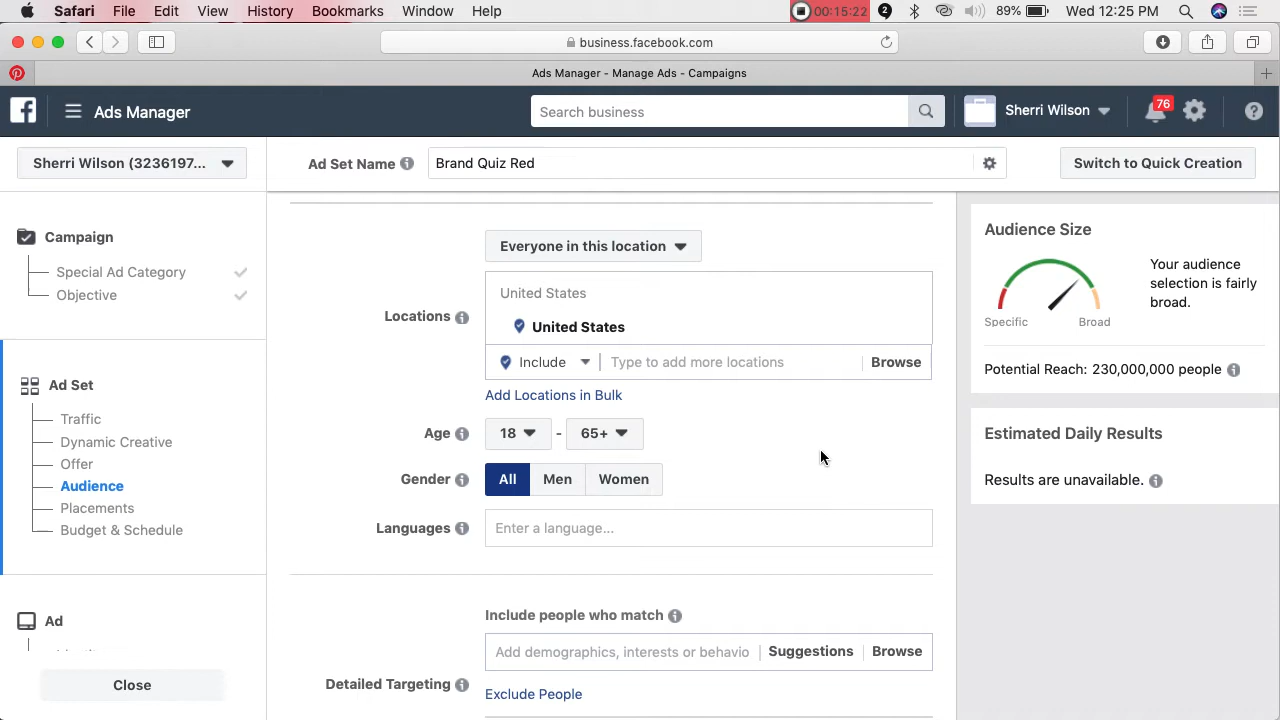 Safari File Edit View History Bookmarks Window Help 00:15:22 2 89% Wed 12:25 PM
business.facebook.com
Ads Manager - Manage Ads - Campaigns
Ads Manager Search business Sherri Wilson 76
Sherri Wilson (3236197... Ad Set Name Brand Quiz Red Switch to Quick Creation
Campaign
Special Ad Category
Objective
Ad Set
Traffic
Dynamic Creative
Offer
Audience
Placements
Budget & Schedule
Ad
Close
Everyone in this location
Locations
United States
United States
Include Type to add more locations Browse
Add Locations in Bulk
Age 18 - 65+
Gender All Men Women
Languages Enter a language...
Include people who match
Add demographics, interests or behavio Suggestions Browse
Detailed Targeting
Exclude People
Audience Size
Your audience
selection is fairly
broad.
Specific Broad
Potential Reach: 230,000,000 people
Estimated Daily Results
Results are unavailable.